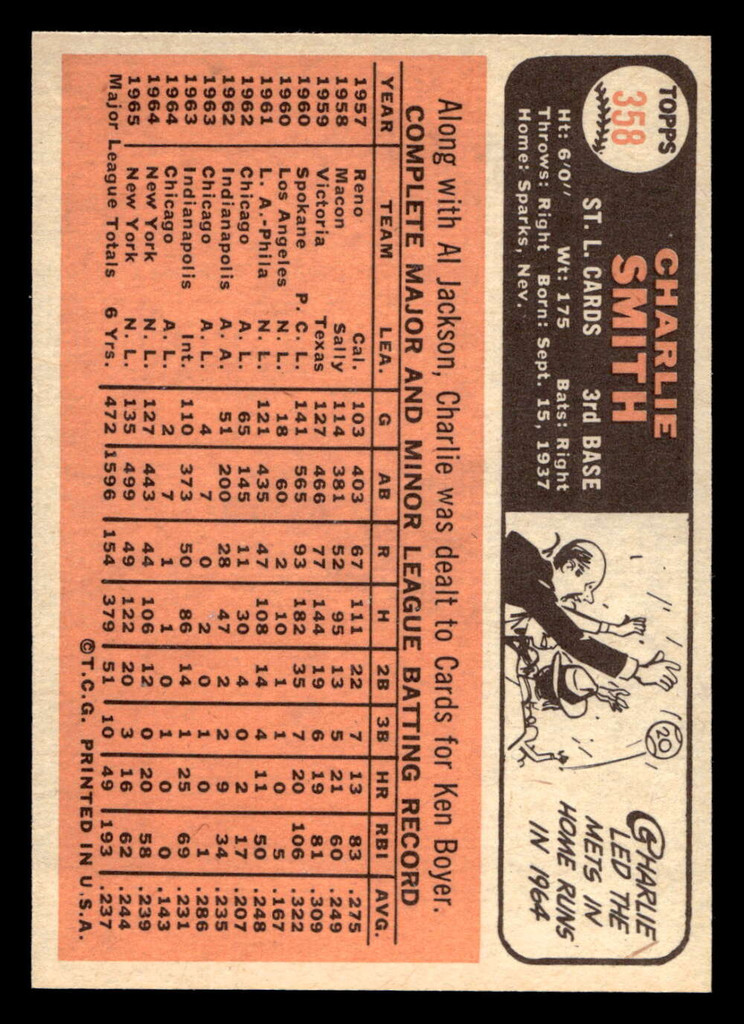 TOPPS
358
CHARLIE
SMITH
ST. L. CARDS 3rd BASE
Ht: 6'0" Wt: 175 Bats: Right
Throws: Right Born: Sept. 15, 1937
Home: Sparks, Nev.
20
CHARLIE
LED THE
METS IN
HOME RUNS
IN 1964
Along with Al Jackson, Charlie was dealt to Cards for Ken Boyer.
COMPLETE MAJOR AND MINOR LEAGUE BATTING RECORD
YEAR TEAM LEA. G AB R H 2B 3B HR RBI AVG.
1957 Reno Cal. 103 403 67 111 22 7 13 83 .275
1958 Macon Sally 114 381 52 95 13 5 21 60 .249
1959 Victoria Texas 127 466 77 144 19 6 19 81 .309
1960 Spokane P. C. L. 141 565 93 182 35 7 20 106 .322
1960 Los Angeles N. L. 18 60 2 10 1 1 0 5 .167
1961 L. A.-Phila N. L. 121 435 47 108 14 4 11 50 .248
1962 Chicago A. L. 65 145 11 30 4 0 2 17 .207
1962 Indianapolis A. A. 51 200 28 47 2 2 9 34 .235
1963 Chicago A. L. 4 7 0 2 0 1 0 1 .286
1963 Indianapolis Int. 110 373 50 86 14 1 25 69 .231
1964 Chicago A. L. 2 7 1 1 0 1 0 0 .143
1964 New York N. L. 127 443 44 106 12 0 20 58 .239
1965 New York N. L. 135 499 49 122 20 3 16 62 .244
Major League Totals 6 Yrs. 472 1596 154 379 51 10 49 193 .237
©T.C.G. PRINTED IN U.S.A.